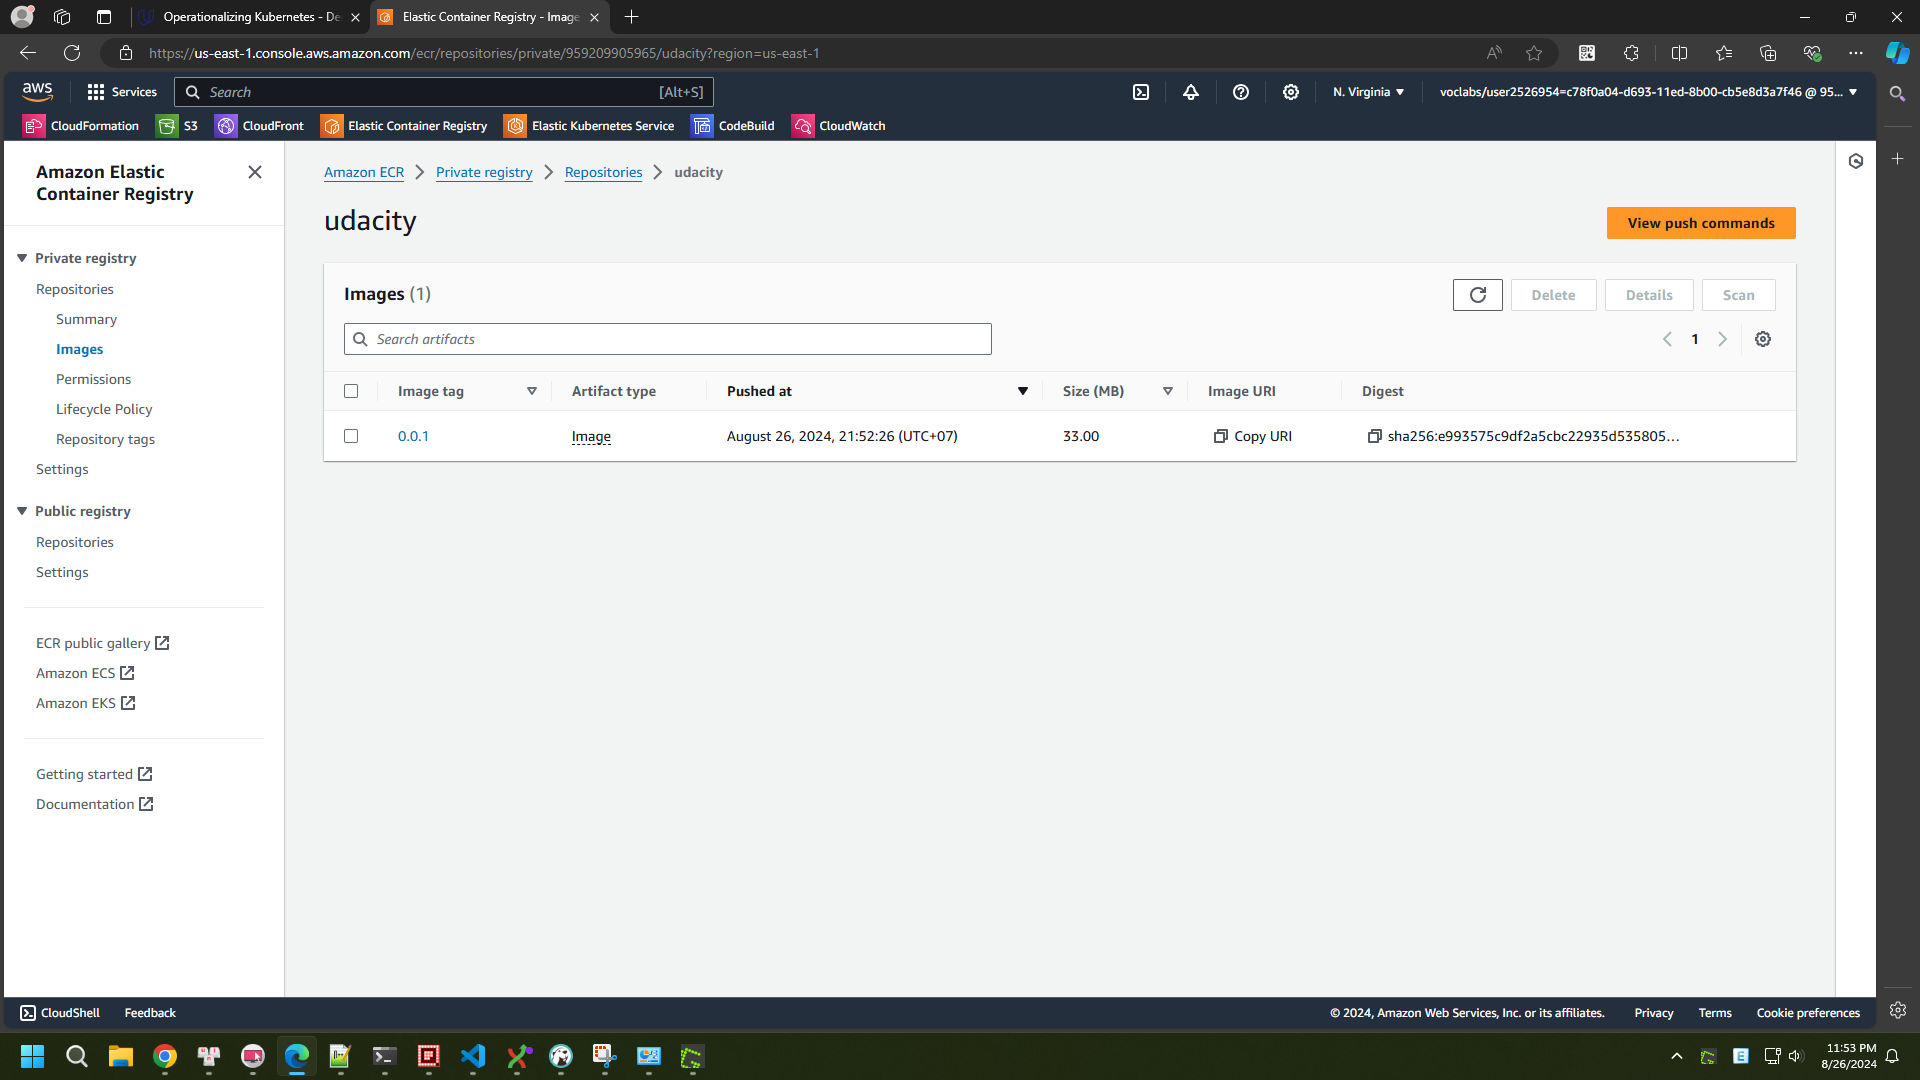 Operationalizing Kubernetes - De
Elastic Container Registry - Image
https://us-east-1.console.aws.amazon.com/ecr/repositories/private/959209905965/udacity?region=us-east-1
aws
Services
Search
[Alt+S]
N. Virginia
voclabs/user2526954=c78f0a04-d693-11ed-8b00-cb5e8d3a7f46 @ 95...
CloudFormation
S3
CloudFront
Elastic Container Registry
Elastic Kubernetes Service
CodeBuild
CloudWatch
Amazon Elastic
Container Registry
Private registry
Repositories
Summary
Images
Permissions
Lifecycle Policy
Repository tags
Settings
Public registry
Repositories
Settings
ECR public gallery
Amazon ECS
Amazon EKS
Getting started
Documentation
Amazon ECR
Private registry
Repositories
udacity
udacity
View push commands
Images (1)
Delete
Details
Scan
Search artifacts
1
Image tag
Artifact type
Pushed at
Size (MB)
Image URI
Digest
0.0.1
Image
August 26, 2024, 21:52:26 (UTC+07)
33.00
Copy URI
sha256:e993575c9df2a5cbc22935d535805...
CloudShell
Feedback
© 2024, Amazon Web Services, Inc. or its affiliates.
Privacy
Terms
Cookie preferences
11:53 PM
8/26/2024